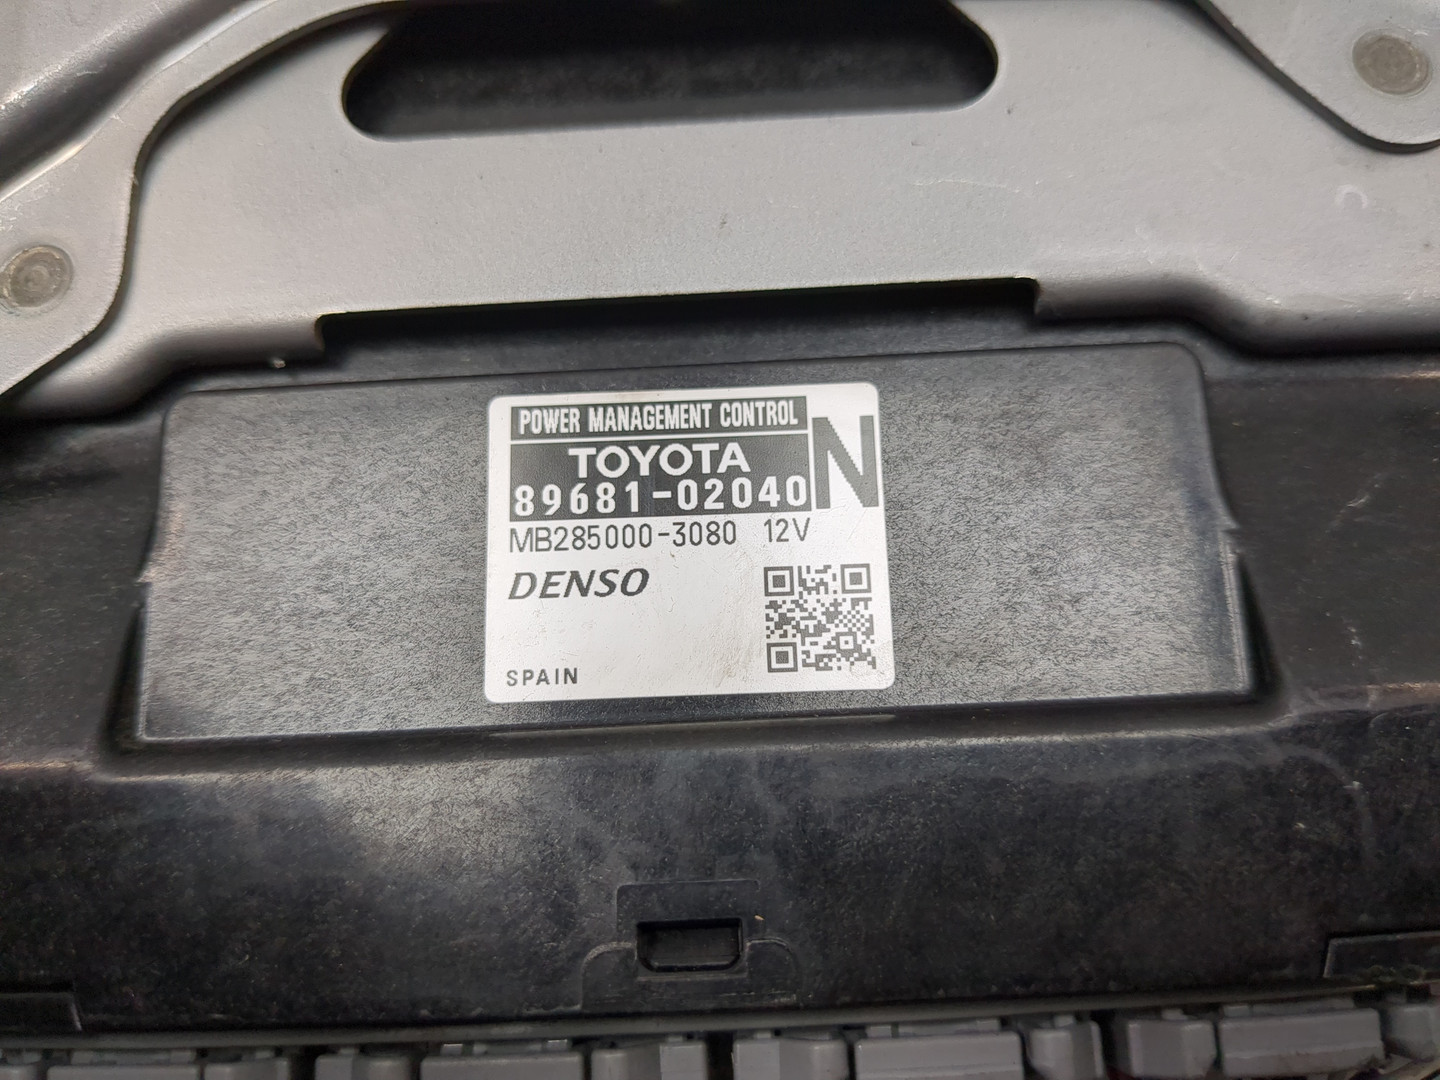 POWER MANAGEMENT CONTROL
TOYOTA
N
89681-02040
MB285000-3080 12V
DENSO
SPAIN